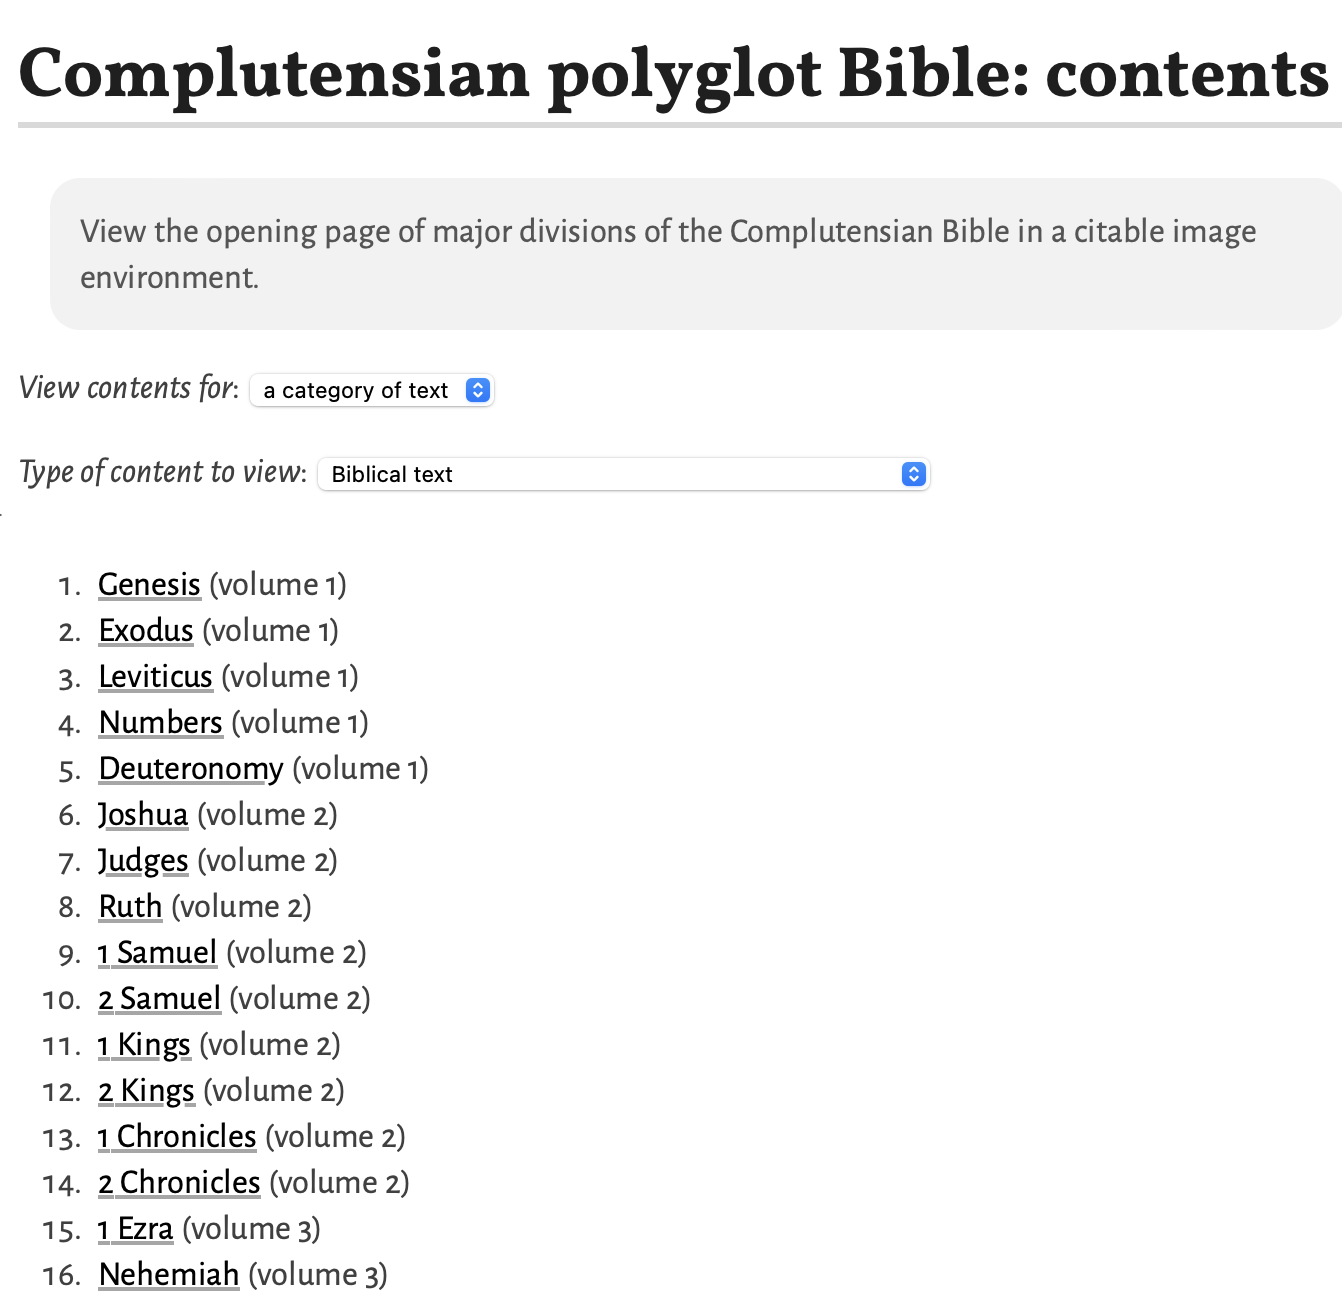 Complutensian polyglot Bible: contents
View the opening page of major divisions of the Complutensian Bible in a citable image
environment.
View contents for: a category of text
Type of content to view: Biblical text
1. Genesis (volume 1)
2. Exodus (volume 1)
3. Leviticus (volume 1)
4. Numbers (volume 1)
5. Deuteronomy (volume 1)
6. Joshua (volume 2)
7. Judges (volume 2)
8. Ruth (volume 2)
9. 1 Samuel (volume 2)
10. 2 Samuel (volume 2)
11. 1 Kings (volume 2)
12. 2 Kings (volume 2)
13. 1 Chronicles (volume 2)
14. 2 Chronicles (volume 2)
15. 1 Ezra (volume 3)
16. Nehemiah (volume 3)